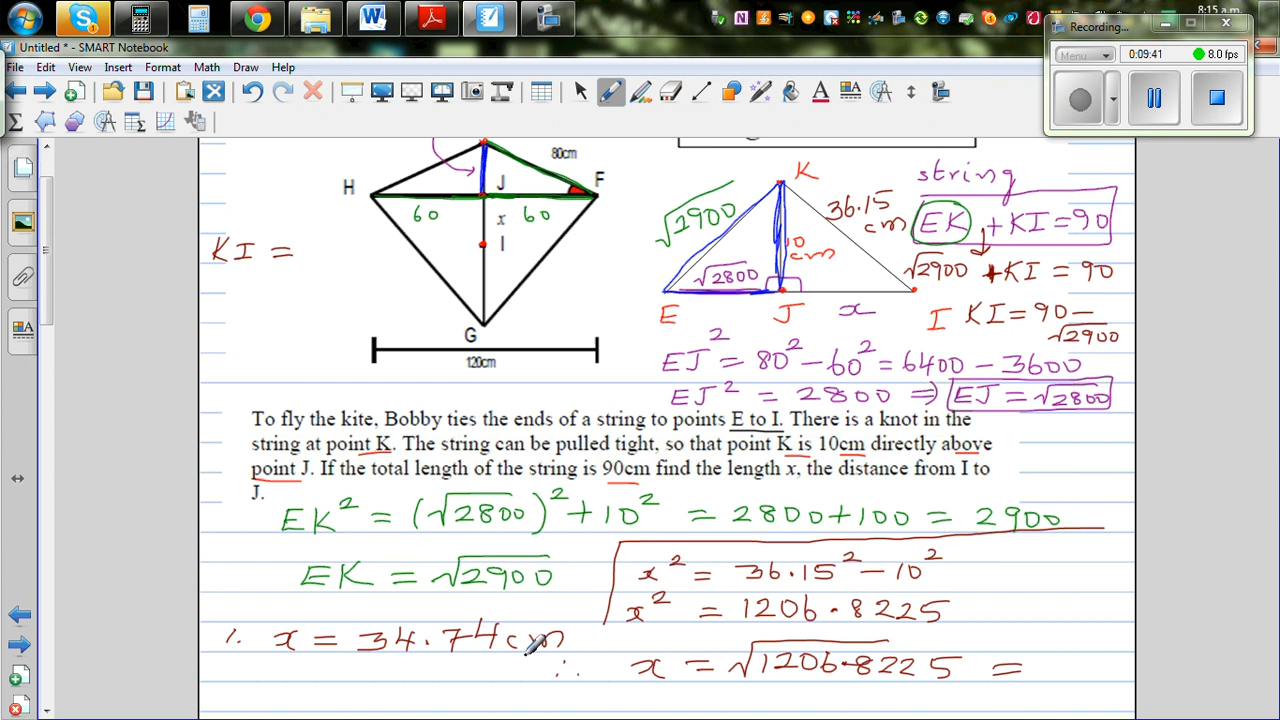 8:15 a.m.
Recording...
Untitled * - SMART Notebook
Menu
0:09:41
8.0 fps
File Edit View Insert Format Draw Help
80cm
H
J
F
60
60
x
I
G
120cm
KI =
K
string
√2900
36.15
cm
EK + KI = 90
10
cm
√2800
√2900 + KI = 90
E
J
x
I
KI = 90 -
√2900
EJ² = 80² - 60² = 6400 - 3600
EJ² = 2800 ⇒ EJ = √2800
To fly the kite, Bobby ties the ends of a string to points E to I. There is a knot in the
string at point K. The string can be pulled tight, so that point K is 10cm directly above
point J. If the total length of the string is 90cm find the length x, the distance from I to
J.
EK² = (√2800)² + 10² = 2800 + 100 = 2900
EK = √2900
x² = 36.15² - 10²
x² = 1206.8225
∴ x = 34.74cm
∴ x = √1206.8225 =